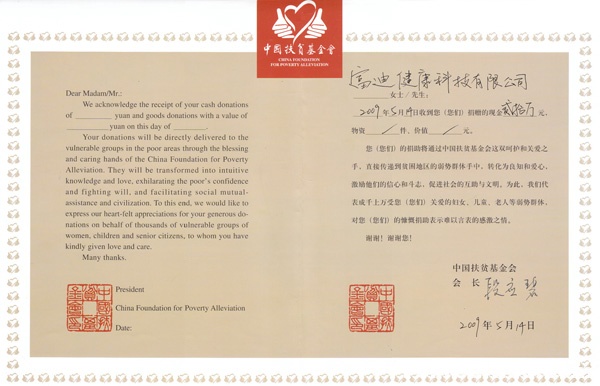 中国扶贫基金會
CHINA FOUNDATION
FOR POVERTY ALLEVIATION
Dear Madam/Mr.:
We acknowledge the receipt of your cash donations
of ________ yuan and goods donations with a value of
________yuan on this day of ________.
Your donations will be directly delivered to the
vulnerable groups in the poor areas through the blessing
and caring hands of the China Foundation for Poverty
Alleviation. They will be transformed into intuitive
knowledge and love, exhilarating the poor's confidence
and fighting will, and facilitating social mutual-
assistance and civilization. To this end, we would like to
express our heart-felt appreciations for your generous do-
nations on behalf of thousands of vulnerable groups of
women, children and senior citizens, to whom you have
kindly given love and care.
Many thanks.
President
China Foundation for Poverty Alleviation
Date:
富迪健康科技有限公司
________女士/先生：
2009年5月14日收到您（您们）捐赠的现金贰拾万元，
物资 / 件，价值 / 元。
您（您们）的捐助将通过中国扶贫基金会这双呵护和关爱之
手，直接传递到贫困地区的弱势群体手中，转化为良知和爱心，
激励他们的信心和斗志，促进社会的互助与文明。为此，我们代
表成千上万受您（您们）关爱的妇女、儿童、老人等弱势群体，
对您（您们）的慷慨捐助表示难以言表的感激之情。
谢谢！谢谢您！
中国扶贫基金会
会 长 段应碧
2009年5月14日